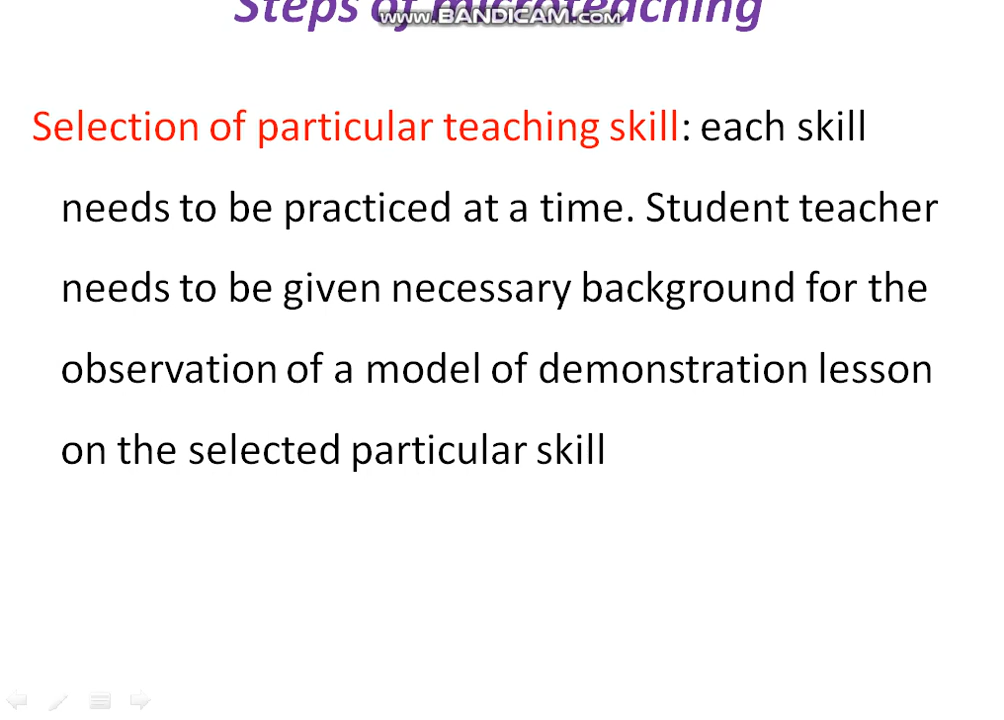 Steps of microteaching
www.BANDICAM.com
Selection of particular teaching skill: each skill
needs to be practiced at a time. Student teacher
needs to be given necessary background for the
observation of a model of demonstration lesson
on the selected particular skill